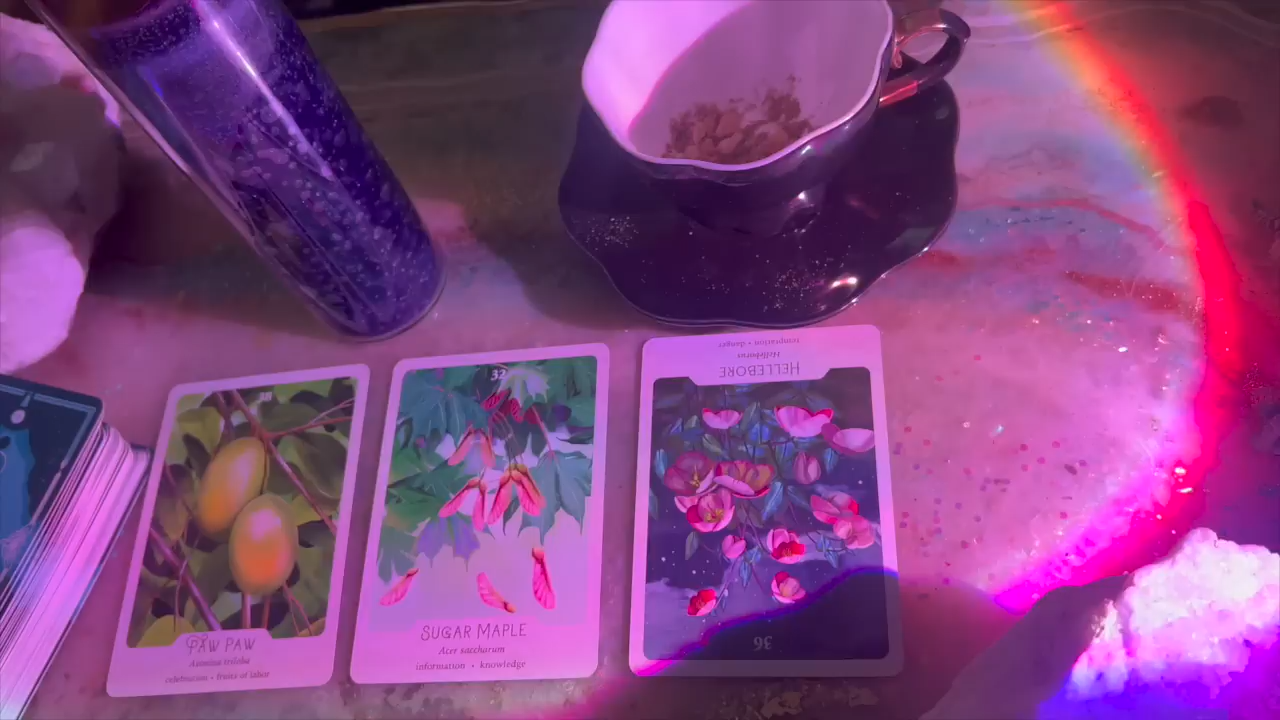 PAW PAW
Asimina triloba
celebration • fruits of labor
32
SUGAR MAPLE
Acer saccharum
information • knowledge
temptation • danger
Helleborus
HELLEBORE
36